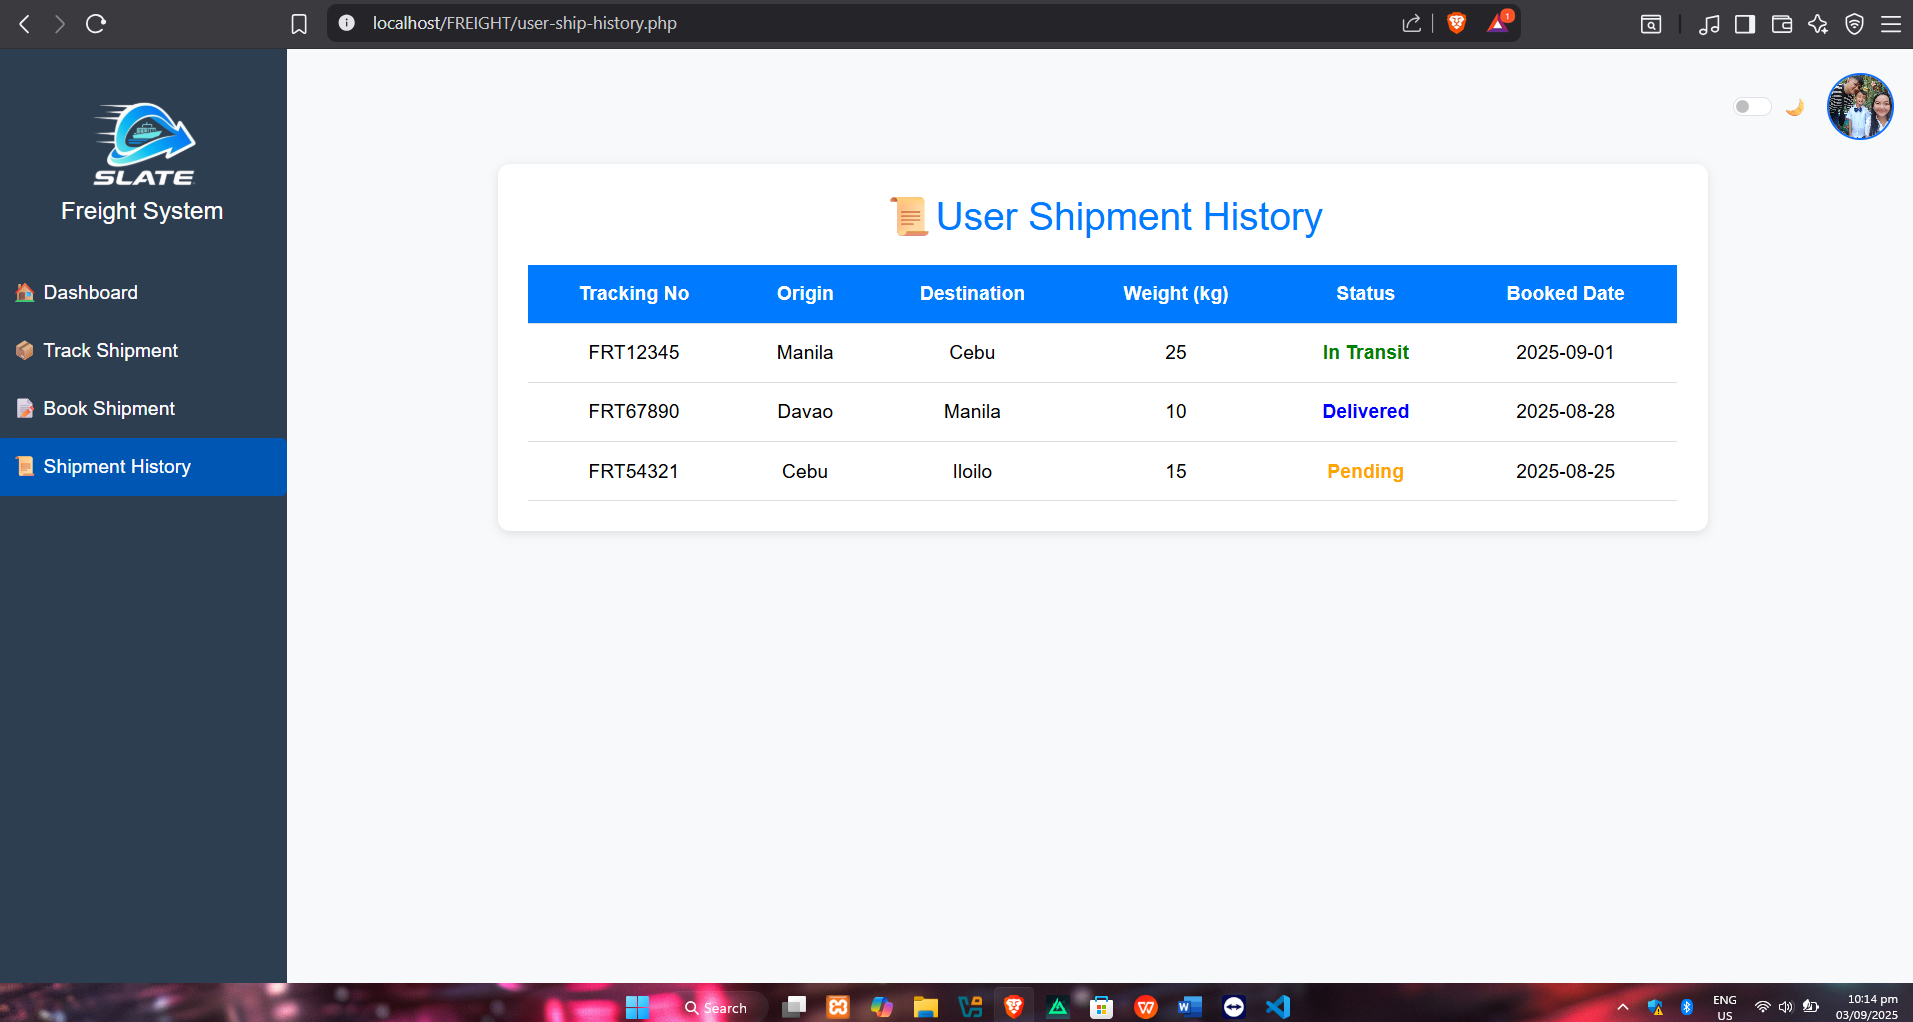 localhost/FREIGHT/user-ship-history.php
1
SLATE
Freight System
Dashboard
Track Shipment
Book Shipment
Shipment History
User Shipment History
Tracking No Origin Destination Weight (kg) Status Booked Date
FRT12345 Manila Cebu 25 In Transit 2025-09-01
FRT67890 Davao Manila 10 Delivered 2025-08-28
FRT54321 Cebu Iloilo 15 Pending 2025-08-25
Search
ENG
US
10:14 pm
03/09/2025